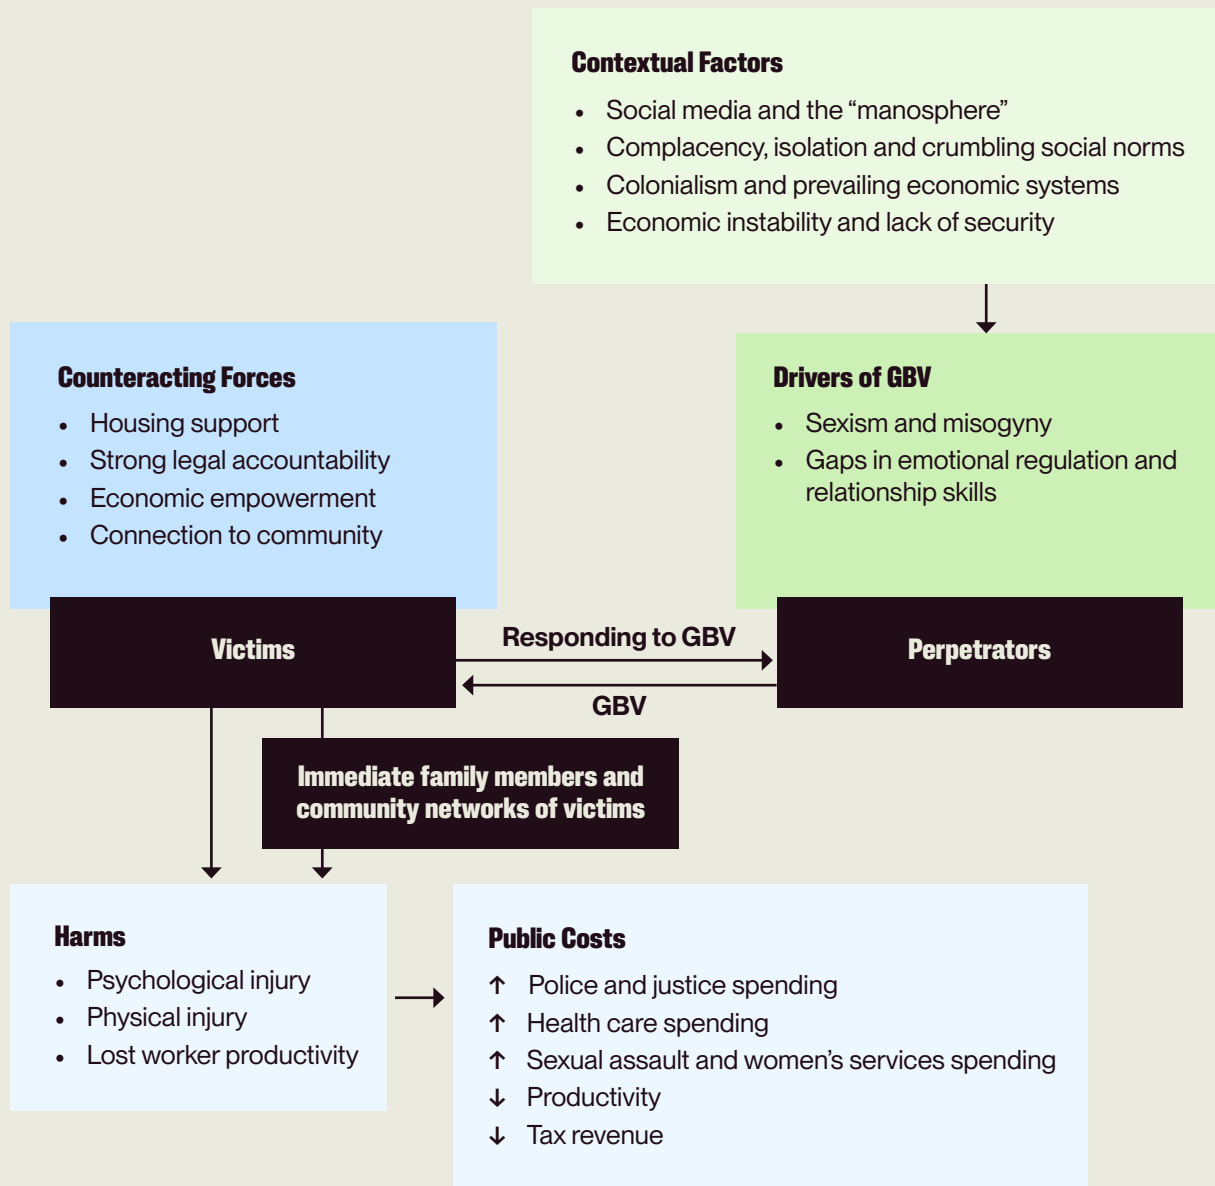 Contextual Factors
• Social media and the “manosphere”
• Complacency, isolation and crumbling social norms
• Colonialism and prevailing economic systems
• Economic instability and lack of security
Counteracting Forces
• Housing support
• Strong legal accountability
• Economic empowerment
• Connection to community
Drivers of GBV
• Sexism and misogyny
• Gaps in emotional regulation and
relationship skills
Victims
Responding to GBV
GBV
Perpetrators
Immediate family members and
community networks of victims
Harms
• Psychological injury
• Physical injury
• Lost worker productivity
Public Costs
↑ Police and justice spending
↑ Health care spending
↑ Sexual assault and women’s services spending
↓ Productivity
↓ Tax revenue